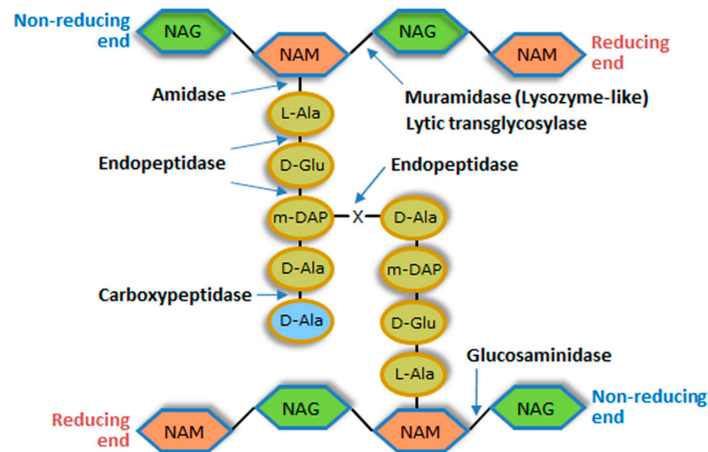 Non-reducing
end
NAG
NAM
NAG
NAM
Reducing
end
Amidase
Muramidase (Lysozyme-like)
Lytic transglycosylase
L-Ala
Endopeptidase
D-Glu
Endopeptidase
m-DAP
X
D-Ala
D-Ala
m-DAP
Carboxypeptidase
D-Ala
D-Glu
Glucosaminidase
L-Ala
Reducing
end
NAM
NAG
NAM
NAG
Non-reducing
end